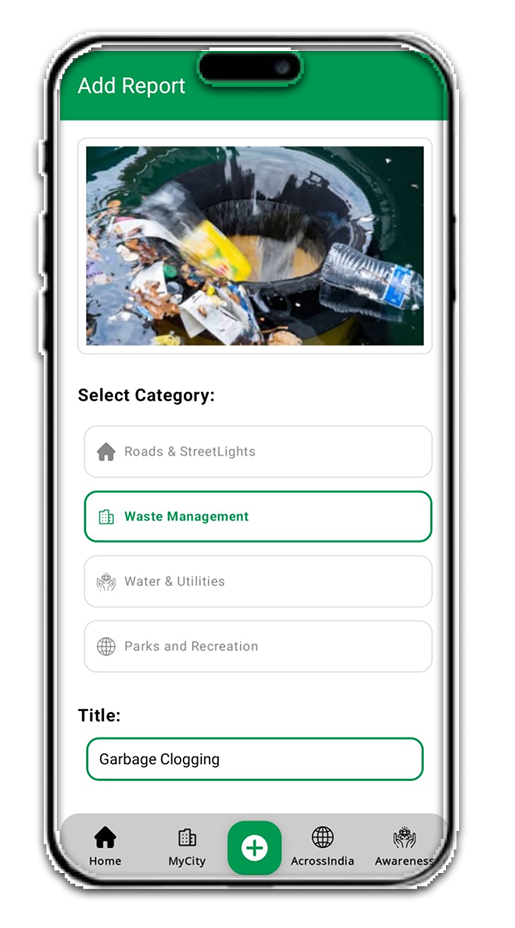 Add Report
Select Category:
Roads & StreetLights
Waste Management
Water & Utilities
Parks and Recreation
Title:
Garbage Clogging
Home MyCity AcrossIndia Awareness